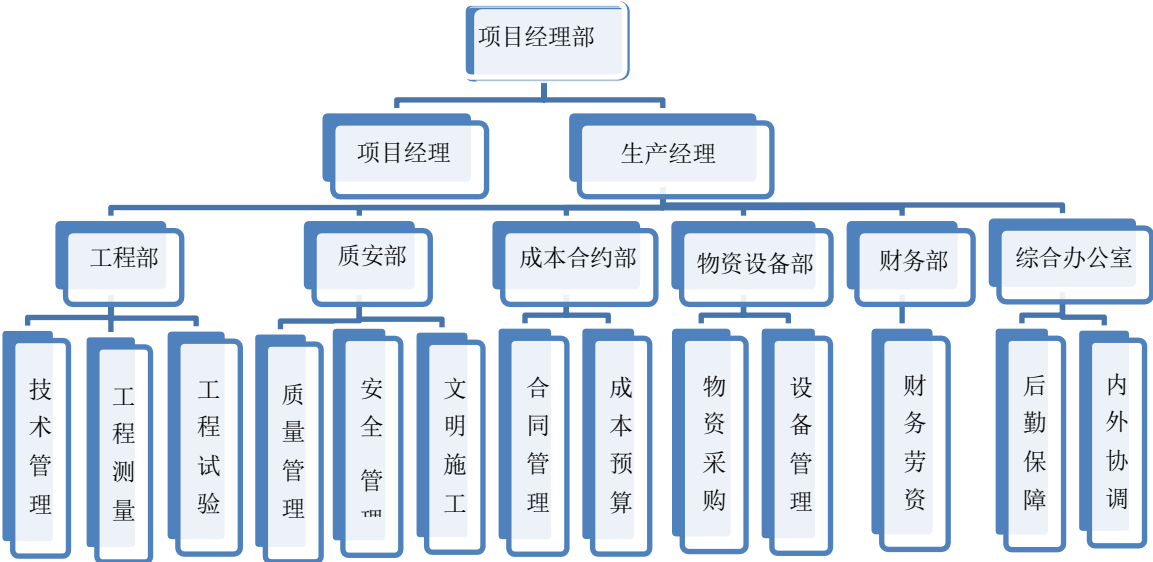 项目经理部
项目经理
生产经理
工程部
质安部
成本合约部
物资设备部
财务部
综合办公室
技术管理
工程测量
工程试验
质量管理
安全 管理
文明施工
合同管理
成本预算
物资采购
设备管理
财务劳资
后勤保障
内外协调